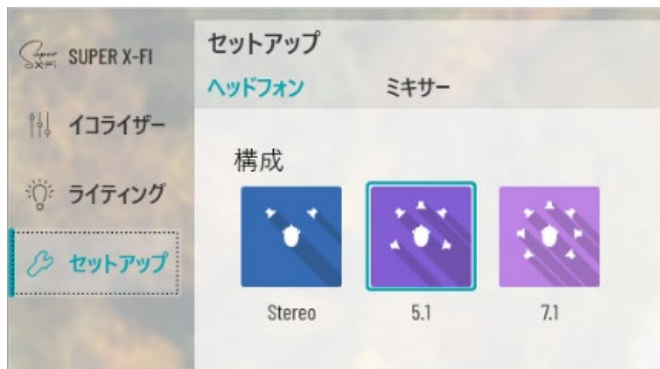 Super X-Fi SUPER X-FI
イコライザー
ライティング
セットアップ
セットアップ
ヘッドフォン ミキサー
構成
Stereo 5.1 7.1